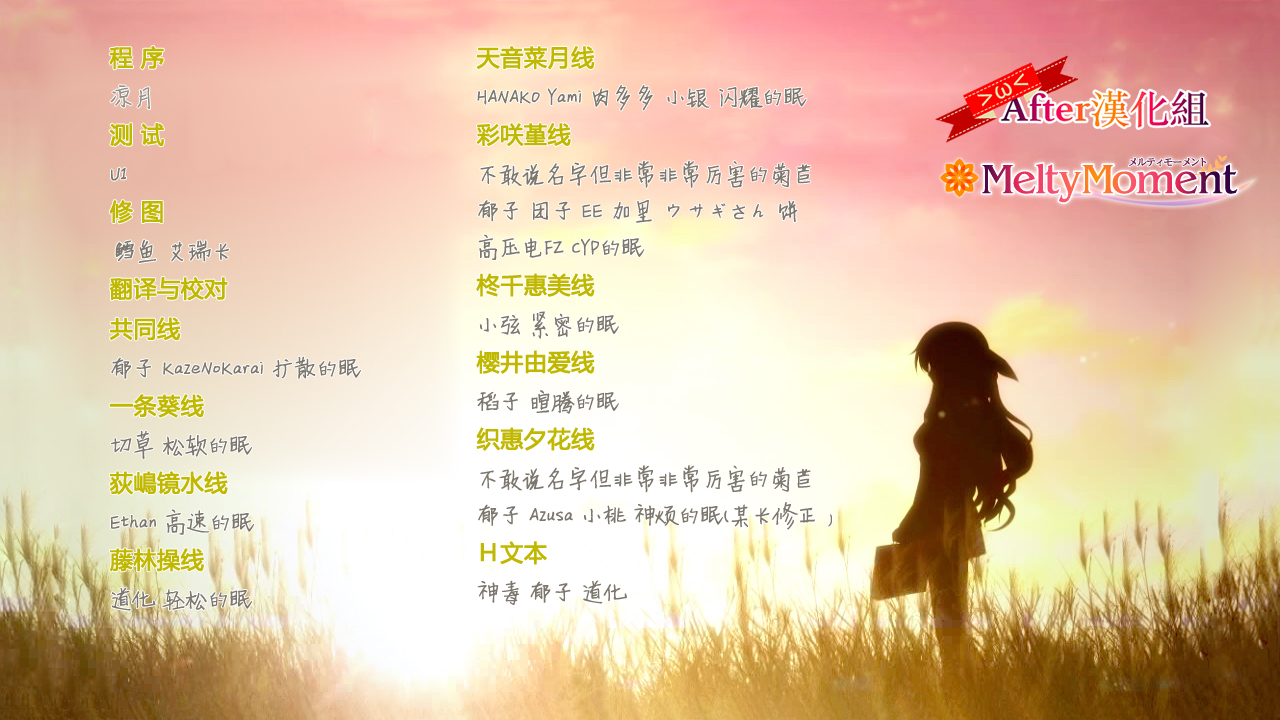 程 序
凉月
测 试
U1
修 图
鳕鱼 艾瑞卡
翻译与校对
共同线
郁子 KazeNoKarai 扩散的眠
一条葵线
切草 松软的眠
荻嶋镜水线
Ethan 高速的眠
藤林操线
道化 轻松的眠
天音菜月线
HANAKO Yami 肉多多 小银 闪耀的眠
彩咲堇线
不敢说名字但非常非常厉害的菊苣
郁子 团子 EE 加里 ウサギさん 饼
高压电FZ CYP的眠
柊千惠美线
小弦 紧密的眠
樱井由爱线
稻子 喧腾的眠
织惠夕花线
不敢说名字但非常非常厉害的菊苣
郁子 Azusa 小桃 神烦的眠(某长修正 )
H文本
神毒 郁子 道化
>ω<
After漢化組
メルティモーメント
MeltyMoment